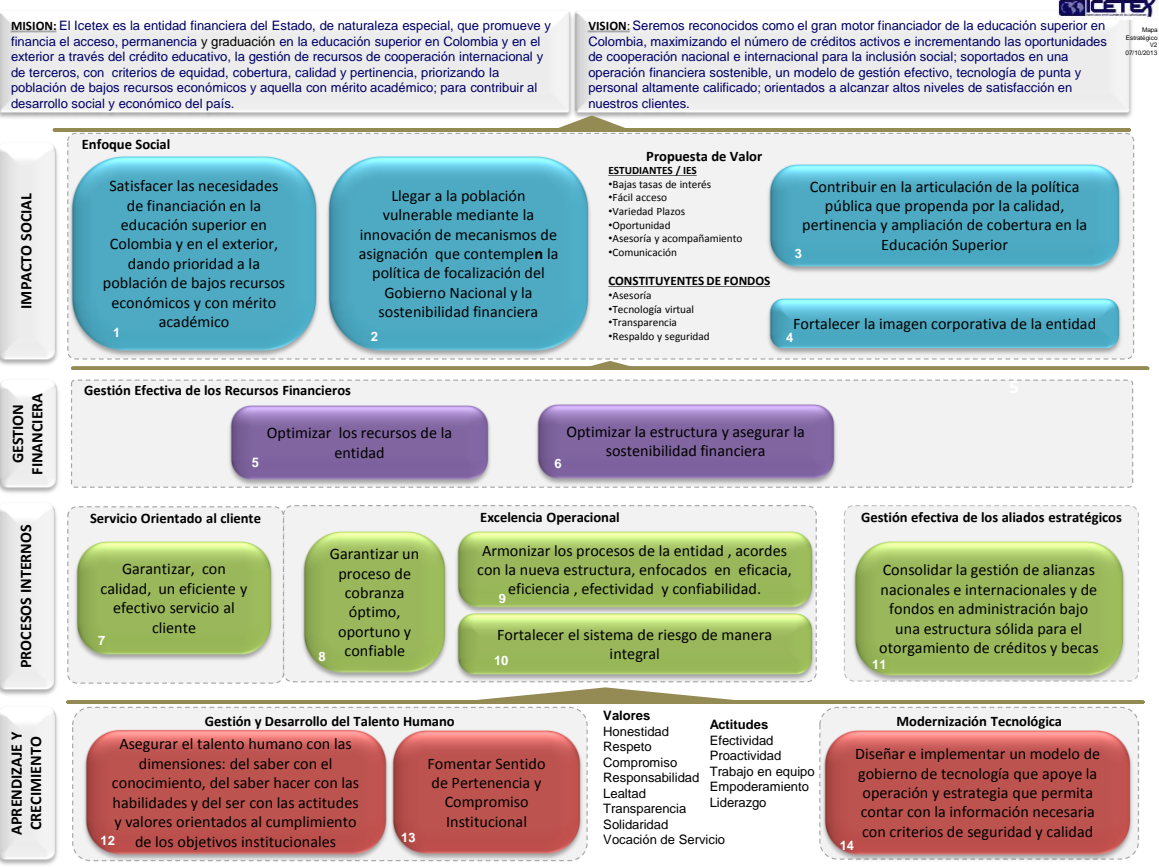 ICETEX
Mapa
Estratégico
V2
07/10/2013
MISION: El Icetex es la entidad financiera del Estado, de naturaleza especial, que promueve y
financia el acceso, permanencia y graduación en la educación superior en Colombia y en el
exterior a través del crédito educativo, la gestión de recursos de cooperación internacional y
de terceros, con criterios de equidad, cobertura, calidad y pertinencia, priorizando la
población de bajos recursos económicos y aquella con mérito académico; para contribuir al
desarrollo social y económico del país.
VISION: Seremos reconocidos como el gran motor financiador de la educación superior en
Colombia, maximizando el número de créditos activos e incrementando las oportunidades
de cooperación nacional e internacional para la inclusión social; soportados en una
operación financiera sostenible, un modelo de gestión efectivo, tecnología de punta y
personal altamente calificado; orientados a alcanzar altos niveles de satisfacción en
nuestros clientes.
IMPACTO SOCIAL
Enfoque Social
Satisfacer las necesidades
de financiación en la
educación superior en
Colombia y en el exterior,
dando prioridad a la
población de bajos recursos
económicos y con mérito
académico
1
Llegar a la población
vulnerable mediante la
innovación de mecanismos de
asignación que contemplen la
política de focalización del
Gobierno Nacional y la
sostenibilidad financiera
2
Propuesta de Valor
ESTUDIANTES / IES
•Bajas tasas de interés
•Fácil acceso
•Variedad Plazos
•Oportunidad
•Asesoría y acompañamiento
•Comunicación
CONSTITUYENTES DE FONDOS
•Asesoría
•Tecnología virtual
•Transparencia
•Respaldo y seguridad
Contribuir en la articulación de la política
pública que propenda por la calidad,
pertinencia y ampliación de cobertura en la
Educación Superior
3
Fortalecer la imagen corporativa de la entidad
4
GESTION
FINANCIERA
Gestión Efectiva de los Recursos Financieros
5
Optimizar los recursos de la
entidad
5
Optimizar la estructura y asegurar la
sostenibilidad financiera
6
PROCESOS INTERNOS
Servicio Orientado al cliente
Garantizar, con
calidad, un eficiente y
efectivo servicio al
cliente
7
Excelencia Operacional
Garantizar un
proceso de
cobranza
óptimo,
oportuno y
confiable
8
Armonizar los procesos de la entidad , acordes
con la nueva estructura, enfocados en eficacia,
eficiencia , efectividad y confiabilidad.
9
Fortalecer el sistema de riesgo de manera
integral
10
Gestión efectiva de los aliados estratégicos
Consolidar la gestión de alianzas
nacionales e internacionales y de
fondos en administración bajo
una estructura sólida para el
otorgamiento de créditos y becas
11
APRENDIZAJE Y
CRECIMIENTO
Gestión y Desarrollo del Talento Humano
Asegurar el talento humano con las
dimensiones: del saber con el
conocimiento, del saber hacer con las
habilidades y del ser con las actitudes
y valores orientados al cumplimiento
de los objetivos institucionales
12
Fomentar Sentido
de Pertenencia y
Compromiso
Institucional
13
Valores
Honestidad
Respeto
Compromiso
Responsabilidad
Lealtad
Transparencia
Solidaridad
Vocación de Servicio
Actitudes
Efectividad
Proactividad
Trabajo en equipo
Empoderamiento
Liderazgo
Modernización Tecnológica
Diseñar e implementar un modelo de
gobierno de tecnología que apoye la
operación y estrategia que permita
contar con la información necesaria
con criterios de seguridad y calidad
14